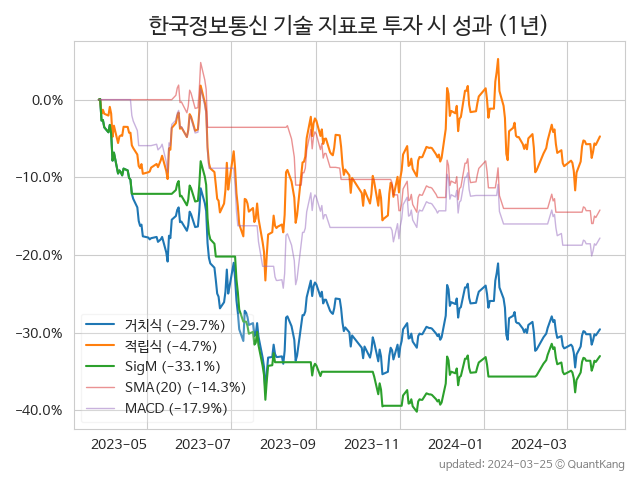 한국정보통신 기술 지표로 투자 시 성과 (1년)
0.0%
−10.0%
−20.0%
−30.0%
−40.0%
거치식 (−29.7%)
적립식 (−4.7%)
SigM (−33.1%)
SMA(20) (−14.3%)
MACD (−17.9%)
2023-05 2023-07 2023-09 2023-11 2024-01 2024-03
updated: 2024-03-25 © QuantKang